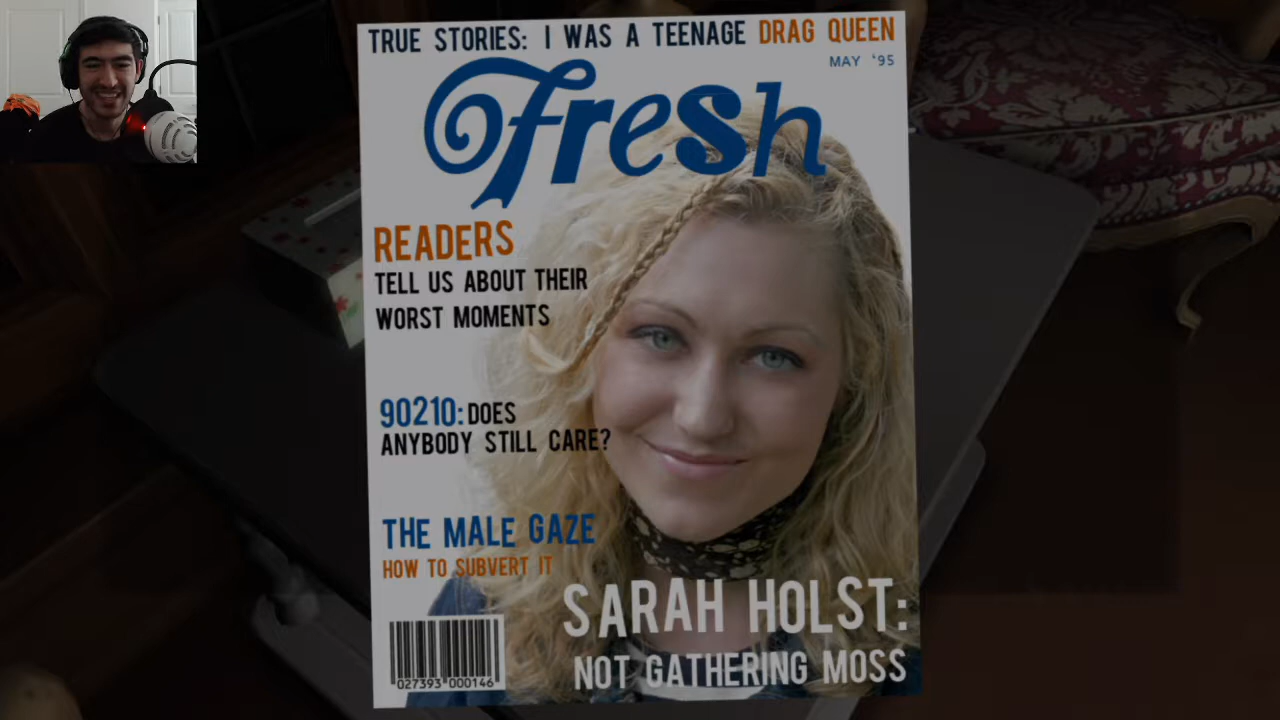 TRUE STORIES: I WAS A TEENAGE DRAG QUEEN
MAY '95
Fresh
READERS
TELL US ABOUT THEIR
WORST MOMENTS
90210: DOES
ANYBODY STILL CARE?
THE MALE GAZE
HOW TO SUBVERT IT
SARAH HOLST:
NOT GATHERING MOSS
027393 000146